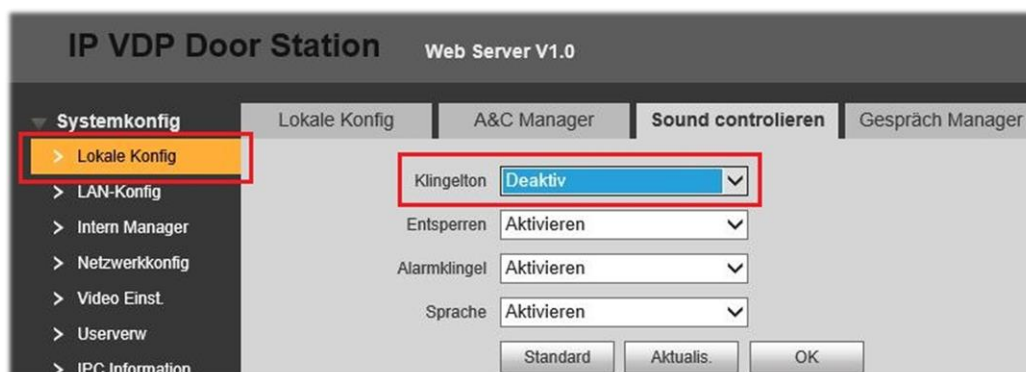 IP VDP Door Station Web Server V1.0
Systemkonfig
> Lokale Konfig
> LAN-Konfig
> Intern Manager
> Netzwerkkonfig
> Video Einst.
> Userverw
> IPC Information
Lokale Konfig A&C Manager Sound controlieren Gespräch Manager
Klingelton Deaktiv
Entsperren Aktivieren
Alarmklingel Aktivieren
Sprache Aktivieren
Standard Aktualis. OK